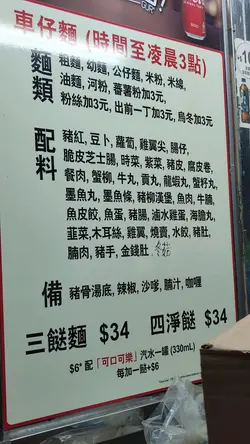 車仔麵 (時間至凌晨3點)
麵類
粗麵, 幼麵, 公仔麵, 米粉, 米線,
油麵, 河粉, 蕃薯粉加3元,
粉絲加3元, 出前一丁加3元, 烏冬加3元
配料
豬紅, 豆卜, 蘿蔔, 雞翼尖, 腸仔,
脆皮芝士腸, 時菜, 紫菜, 豬皮, 腐皮卷,
餐肉, 蟹柳, 牛丸, 貢丸, 龍蝦丸, 蟹籽丸,
墨魚丸, 墨魚條, 豬柳漢堡, 魚肉, 牛腩,
魚皮餃, 魚蛋, 豬腸, 滷水雞蛋, 海膽丸,
韮菜, 木耳絲, 雞翼, 燒賣, 水餃, 豬肚,
腩肉, 豬手, 金錢肚, 冬菇
備
豬骨湯底, 辣椒, 沙嗲, 腩汁, 咖喱
三餸麵 $34 四淨餸 $34
$6* 配「可口可樂」汽水一罐 (330mL)
每加一餸+$6